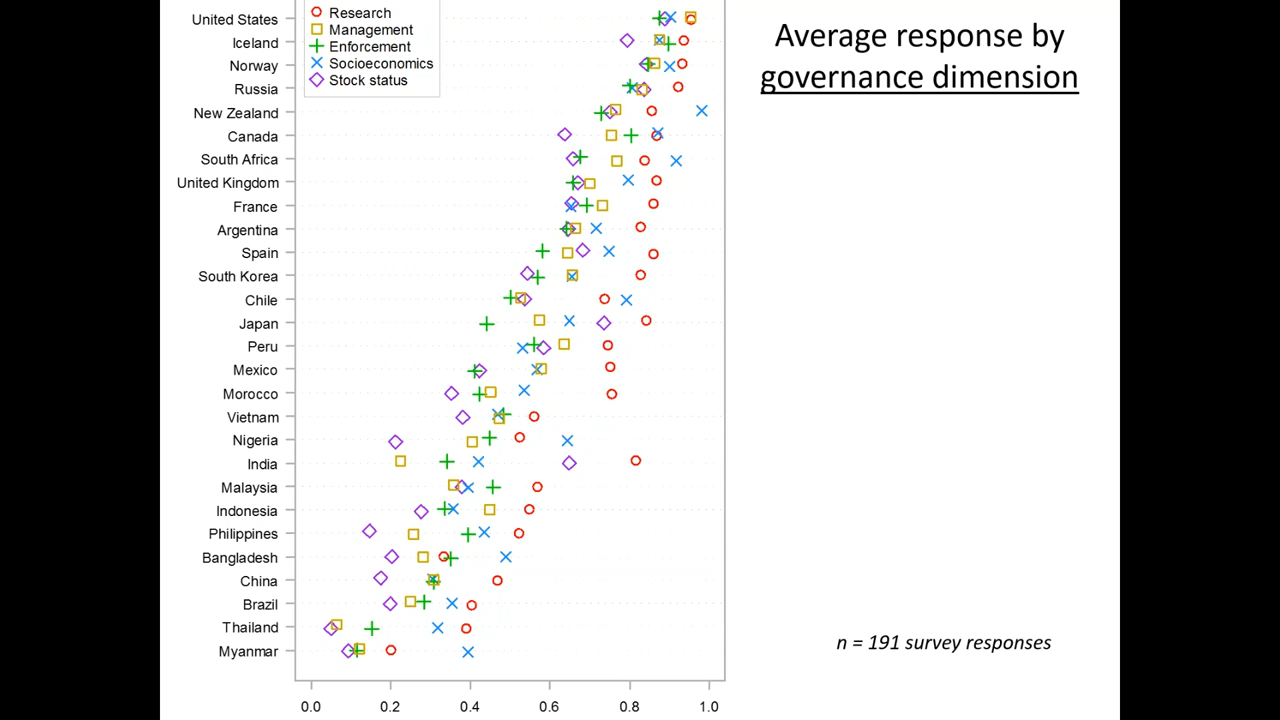 Research
Management
Enforcement
Socioeconomics
Stock status
Average response by
governance dimension
United States
Iceland
Norway
Russia
New Zealand
Canada
South Africa
United Kingdom
France
Argentina
Spain
South Korea
Chile
Japan
Peru
Mexico
Morocco
Vietnam
Nigeria
India
Malaysia
Indonesia
Philippines
Bangladesh
China
Brazil
Thailand
Myanmar
0.0 0.2 0.4 0.6 0.8 1.0
n = 191 survey responses